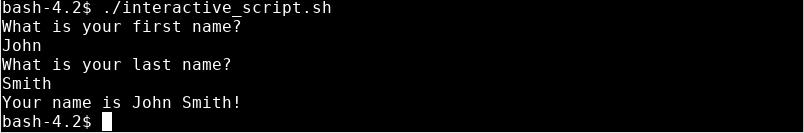 bash-4.2$ ./interactive_script.sh
What is your first name?
John
What is your last name?
Smith
Your name is John Smith!
bash-4.2$